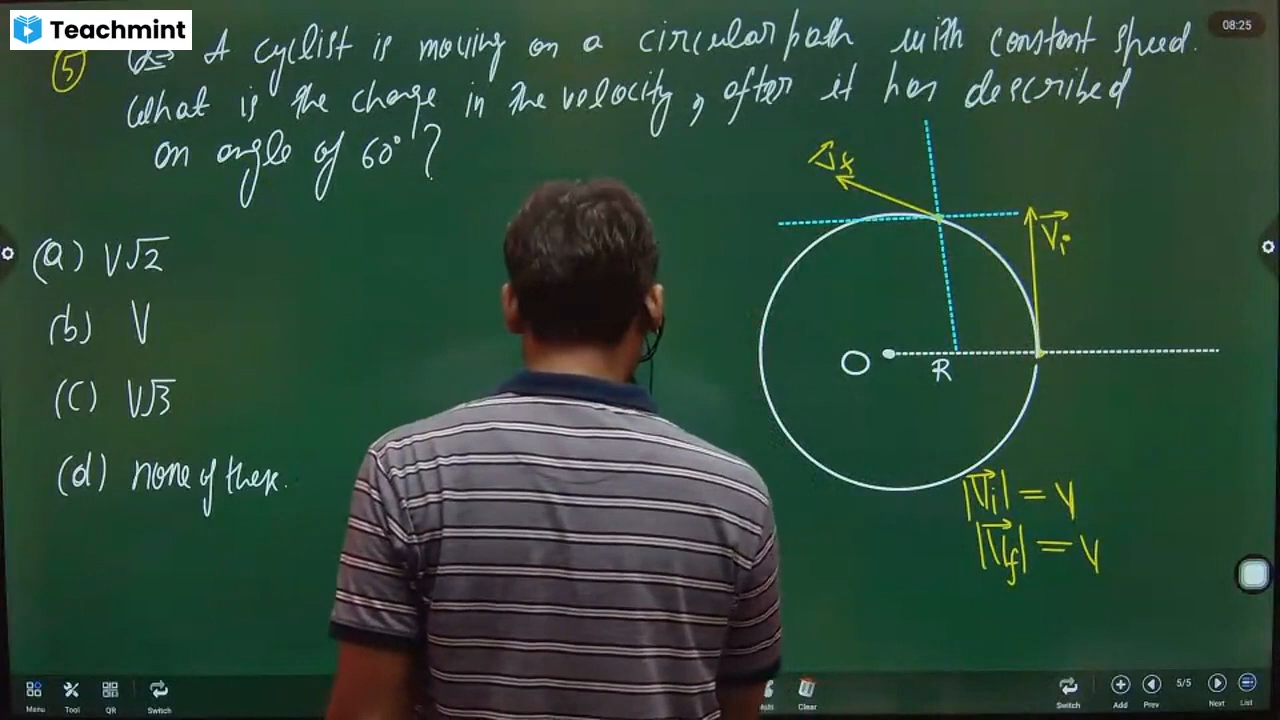 Teachmint
08:25
(5) Q⇒ A cyclist is moving on a circular path with constant speed.
What is the change in the velocity, after it has described
an angle of 60° ?
(a) V√2
(b) V
(c) V√3
(d) none of these.
Vi
O
R
|Vi| = V
|Vf| = V
Menu Tool QR Switch Clear Switch Add Prev 5/5 Next List